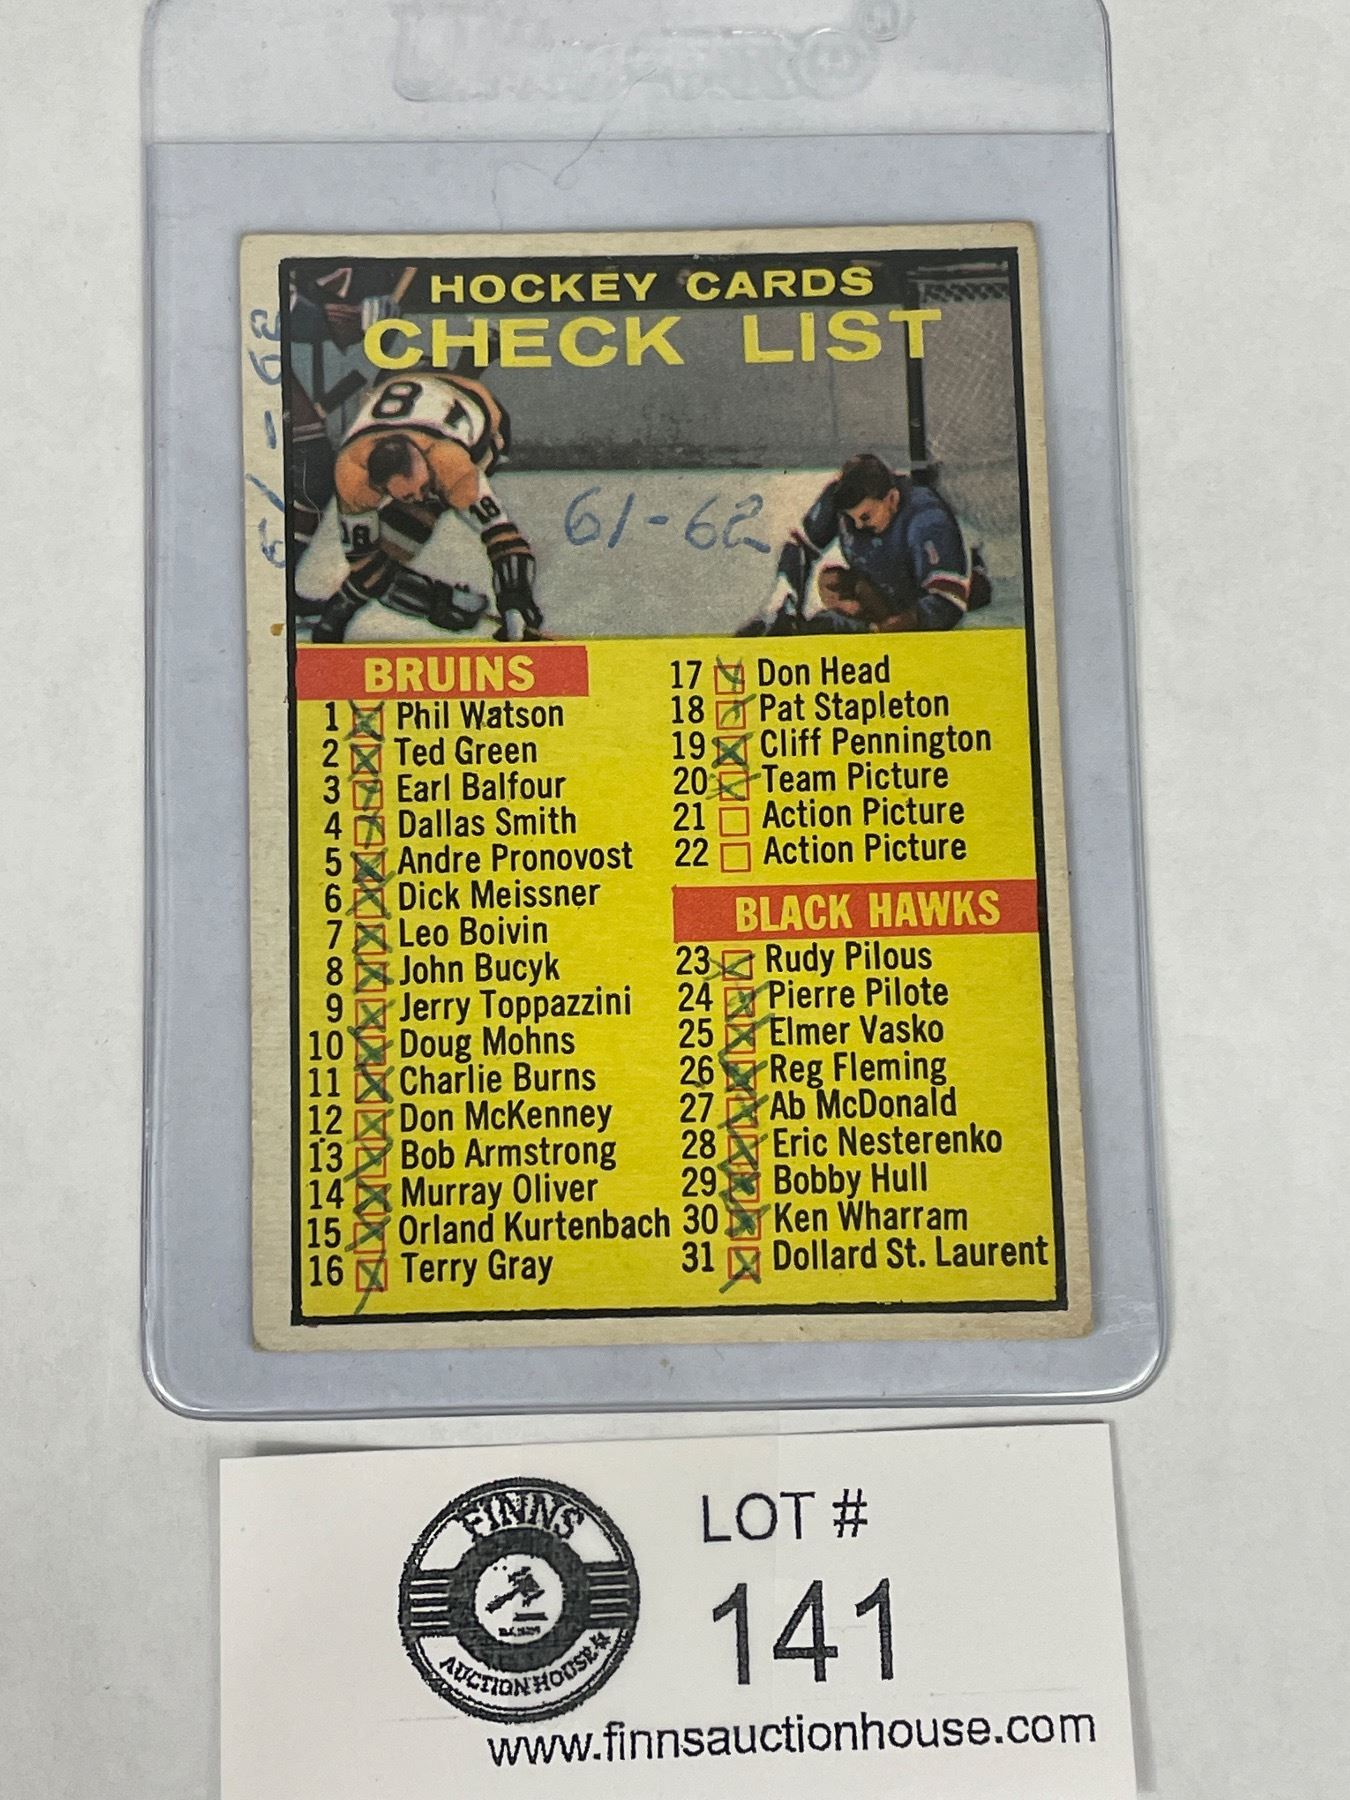 HOCKEY CARDS
CHECK LIST
61-62
61-62
8
18
18
1
BRUINS
1 Phil Watson
2 Ted Green
3 Earl Balfour
4 Dallas Smith
5 Andre Pronovost
6 Dick Meissner
7 Leo Boivin
8 John Bucyk
9 Jerry Toppazzini
10 Doug Mohns
11 Charlie Burns
12 Don McKenney
13 Bob Armstrong
14 Murray Oliver
15 Orland Kurtenbach
16 Terry Gray
17 Don Head
18 Pat Stapleton
19 Cliff Pennington
20 Team Picture
21 Action Picture
22 Action Picture
BLACK HAWKS
23 Rudy Pilous
24 Pierre Pilote
25 Elmer Vasko
26 Reg Fleming
27 Ab McDonald
28 Eric Nesterenko
29 Bobby Hull
30 Ken Wharram
31 Dollard St. Laurent
FINNS
AUCTION HOUSE
LOT #
141
www.finnsauctionhouse.com